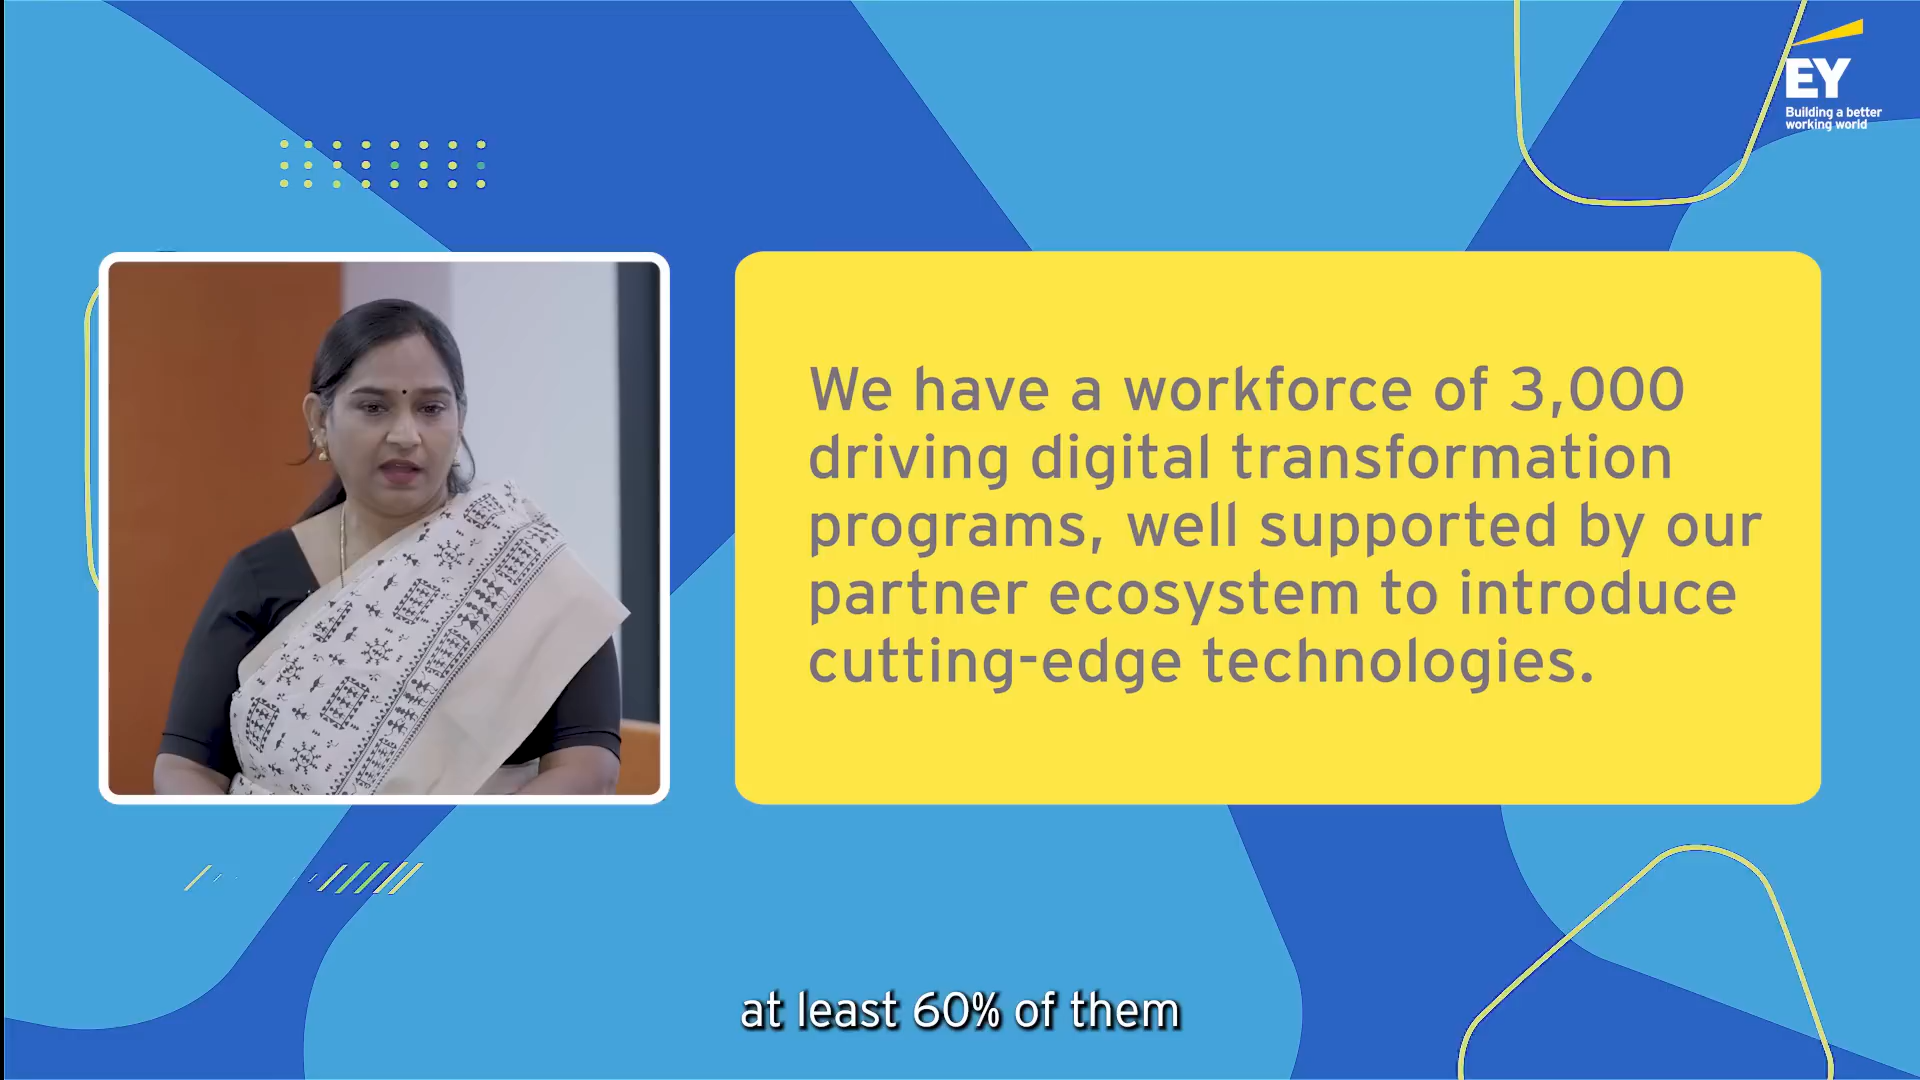 EY
Building a better
working world
We have a workforce of 3,000
driving digital transformation
programs, well supported by our
partner ecosystem to introduce
cutting-edge technologies.
at least 60% of them